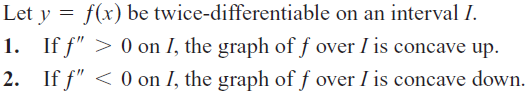 Let y = f(x) be twice-differentiable on an interval I.
1. If f″ > 0 on I, the graph of f over I is concave up.
2. If f″ < 0 on I, the graph of f over I is concave down.